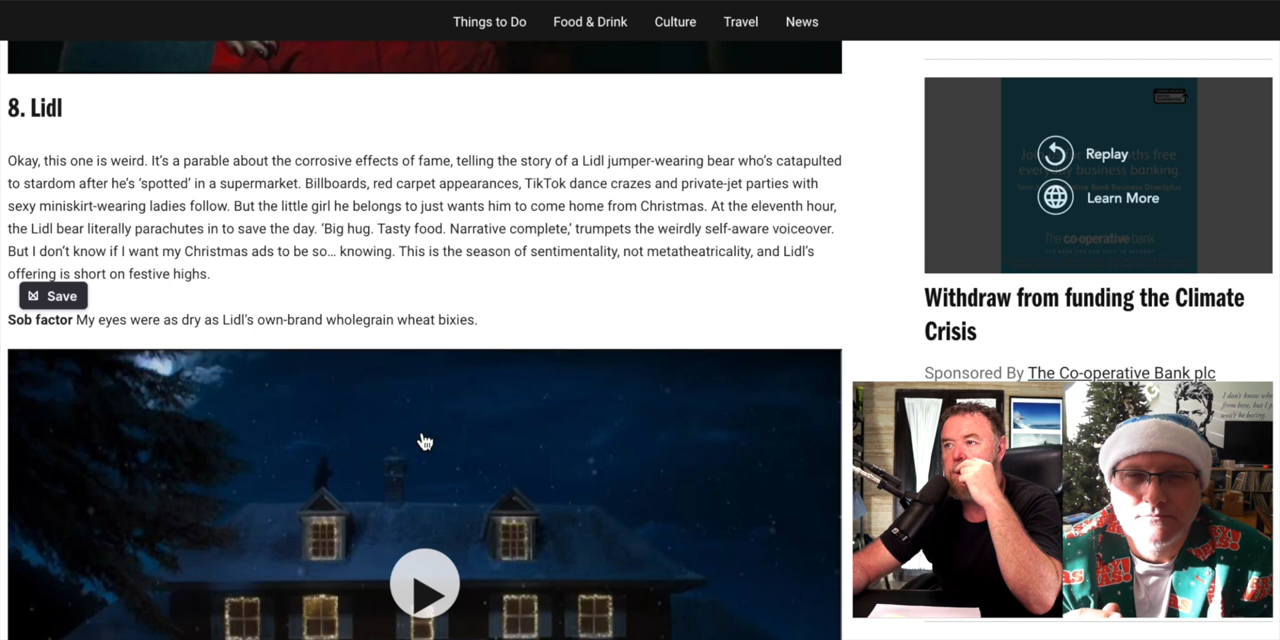 Things to Do Food & Drink Culture Travel News
8. Lidl
Okay, this one is weird. It's a parable about the corrosive effects of fame, telling the story of a Lidl jumper-wearing bear who's catapulted
to stardom after he's ‘spotted’ in a supermarket. Billboards, red carpet appearances, TikTok dance crazes and private-jet parties with
sexy miniskirt-wearing ladies follow. But the little girl he belongs to just wants him to come home from Christmas. At the eleventh hour,
the Lidl bear literally parachutes in to save the day. ‘Big hug. Tasty food. Narrative complete,’ trumpets the weirdly self-aware voiceover.
But I don't know if I want my Christmas ads to be so… knowing. This is the season of sentimentality, not metatheatricality, and Lidl's
offering is short on festive highs.
Save
Sob factor My eyes were as dry as Lidl's own-brand wholegrain wheat bixies.
Replay
Learn More
The co-operative bank
Withdraw from funding the Climate
Crisis
Sponsored By The Co-operative Bank plc
I don't know
from here, but I